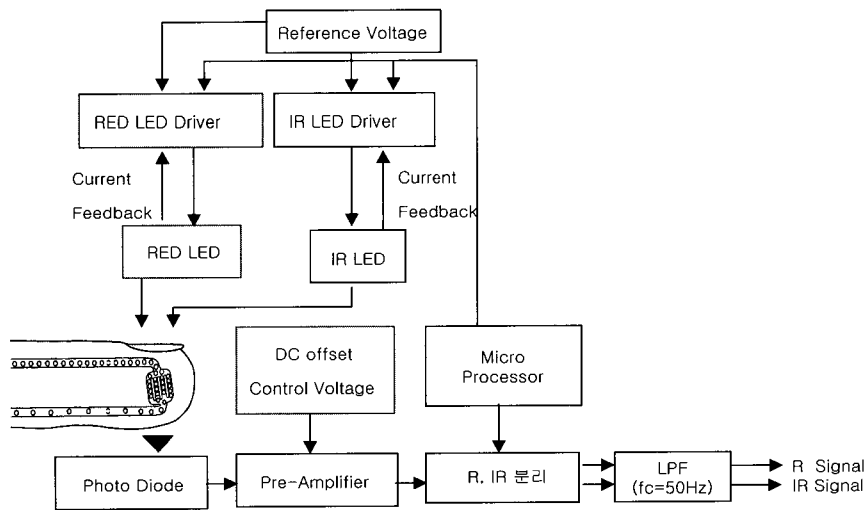 Reference Voltage
RED LED Driver
IR LED Driver
Current
Feedback
Current
Feedback
RED LED
IR LED
DC offset
Control Voltage
Micro
Processor
Photo Diode
Pre-Amplifier
R, IR 분리
LPF
(fc=50Hz)
R Signal
IR Signal